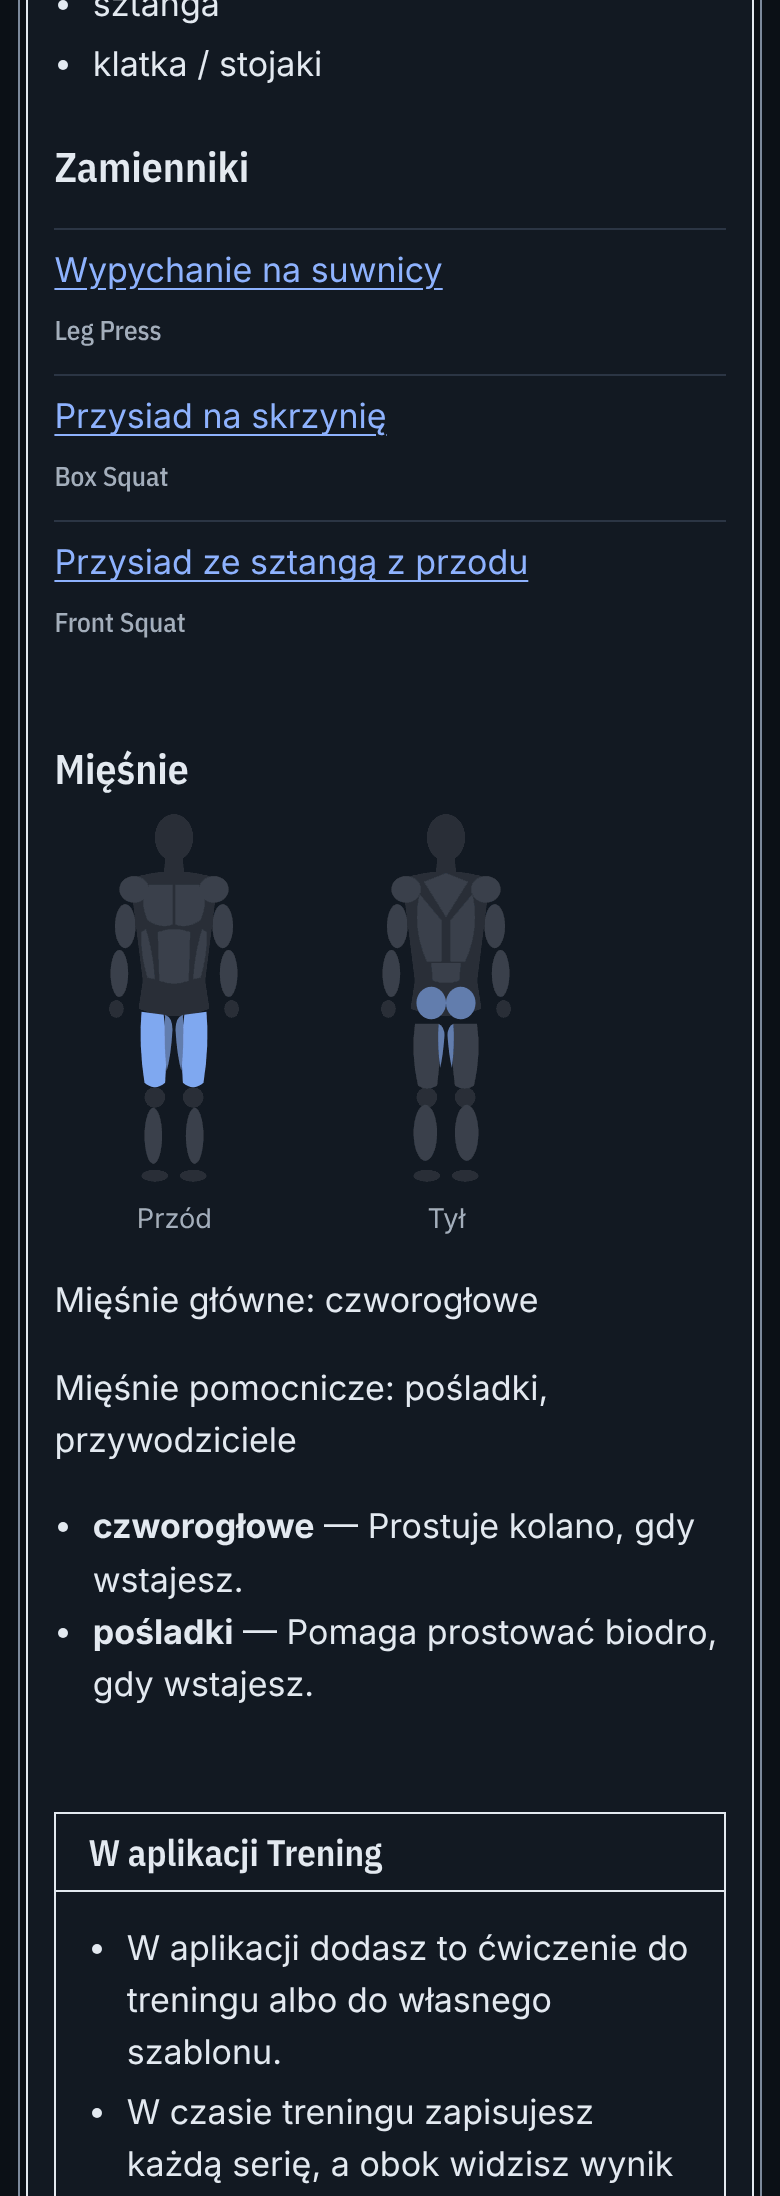 sztanga
klatka / stojaki
Zamienniki
Wypychanie na suwnicy
Leg Press
Przysiad na skrzynię
Box Squat
Przysiad ze sztangą z przodu
Front Squat
Mięśnie
Przód
Tył
Mięśnie główne: czworogłowe
Mięśnie pomocnicze: pośladki,
przywodziciele
czworogłowe — Prostuje kolano, gdy
wstajesz.
pośladki — Pomaga prostować biodro,
gdy wstajesz.
W aplikacji Trening
W aplikacji dodasz to ćwiczenie do
treningu albo do własnego
szablonu.
W czasie treningu zapisujesz
każdą serię, a obok widzisz wynik